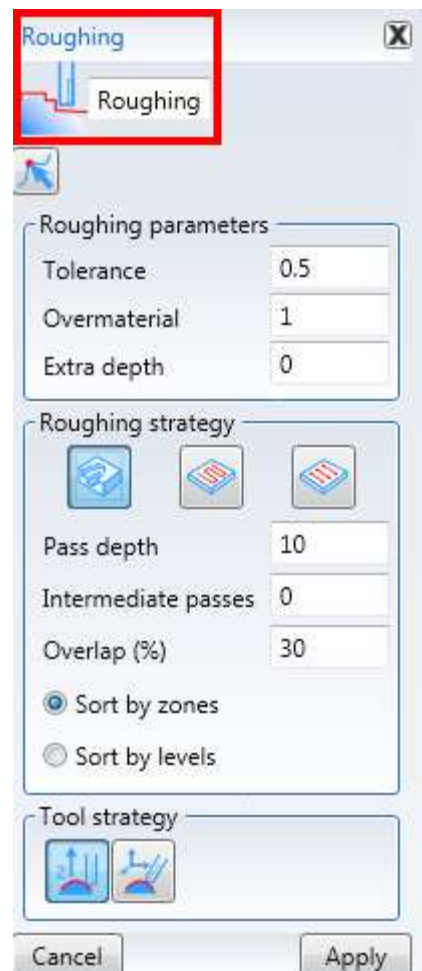 Roughing
Roughing
Roughing parameters
Tolerance 0.5
Overmaterial 1
Extra depth 0
Roughing strategy
Pass depth 10
Intermediate passes 0
Overlap (%) 30
Sort by zones
Sort by levels
Tool strategy
Z
Cancel Apply